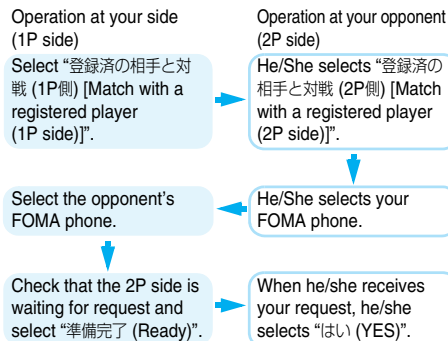 Operation at your side
(1P side)
Operation at your opponent
(2P side)
Select “登録済の相手と対
戦 (1P側) [Match with a
registered player
(1P side)]”.
He/She selects “登録済の
相手と対戦 (2P側) [Match
with a registered player
(2P side)]”.
Select the opponent’s
FOMA phone.
He/She selects your
FOMA phone.
Check that the 2P side is
waiting for request and
select “準備完了 (Ready)”.
When he/she receives
your request, he/she
selects “はい (YES)”.